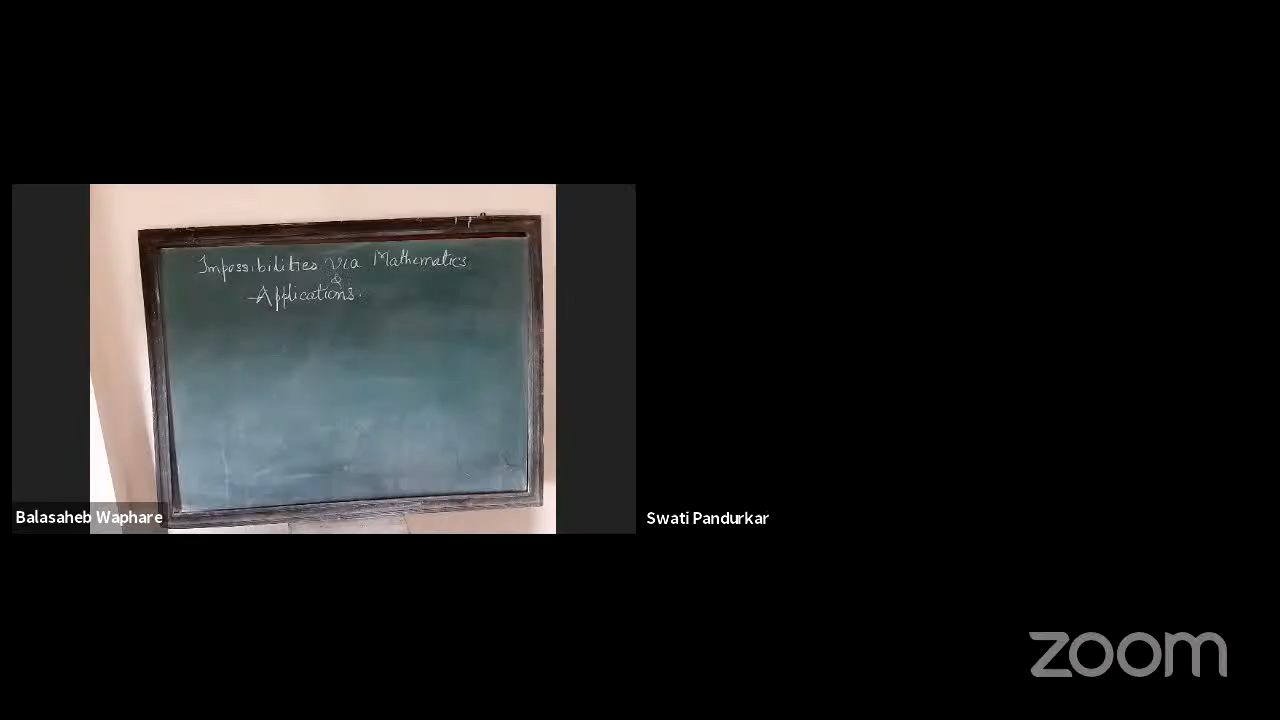 Impossibilities Via Mathematics
&
Applications.
Balasaheb Waphare
Swati Pandurkar
zoom